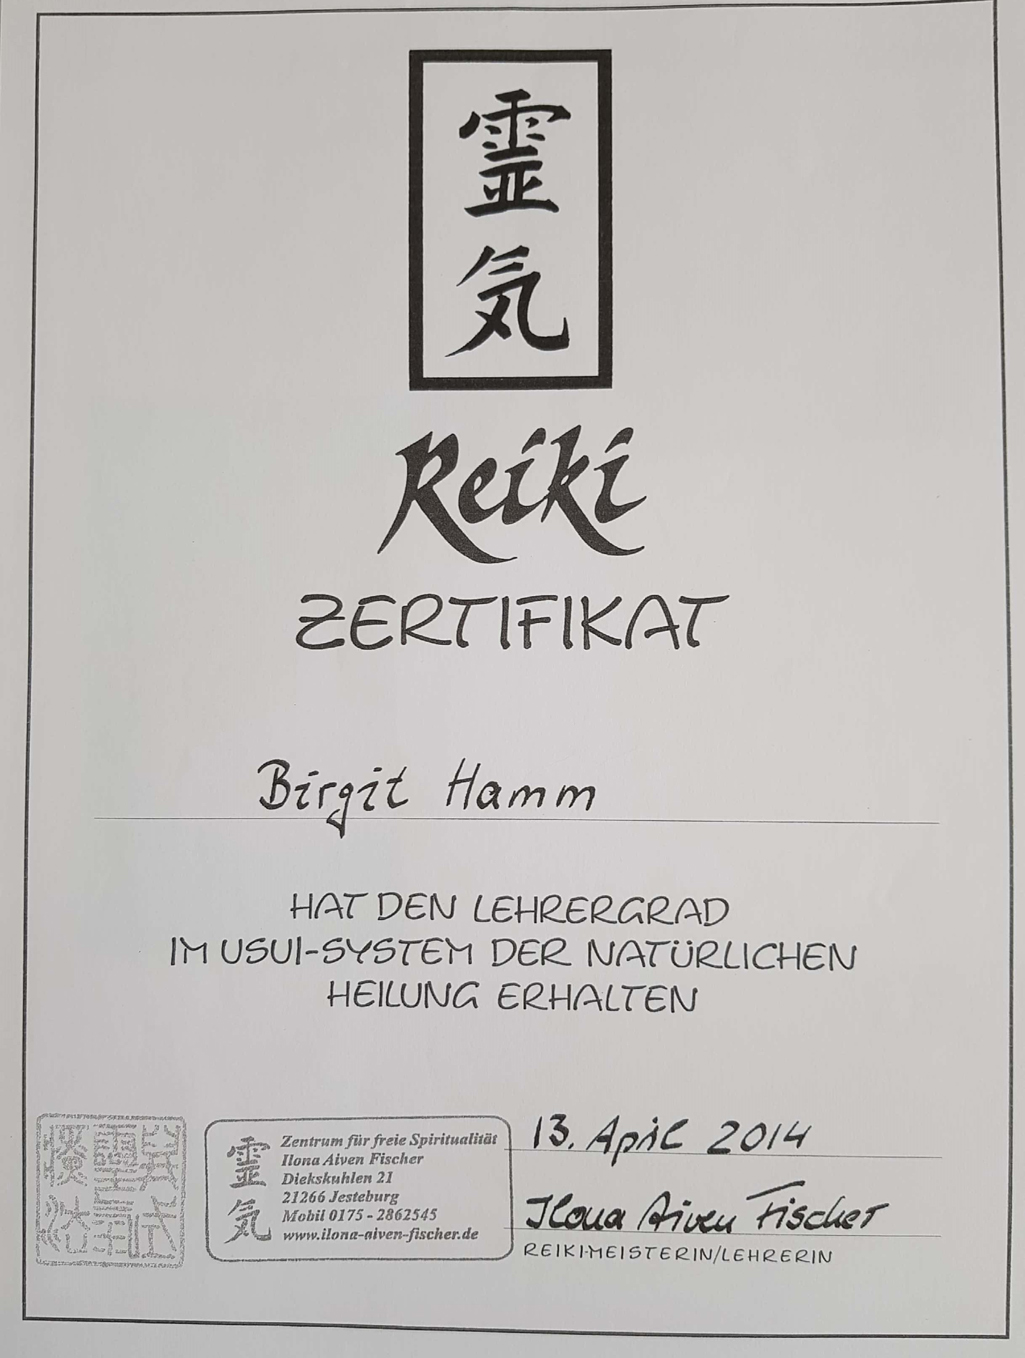 霊
気
Reiki
ZERTIFIKAT
Birgit Hamm
HAT DEN LEHRERGRAD
IM USUI-SYSTEM DER NATÜRLICHEN
HEILUNG ERHALTEN
霊
気
Zentrum für freie Spiritualität
Ilona Aiven Fischer
Diekskuhlen 21
21266 Jesteburg
Mobil 0175 - 2862545
www.ilona-aiven-fischer.de
13. April 2014
Ilona Aiven Fischer
REIKI-MEISTERIN/LEHRERIN